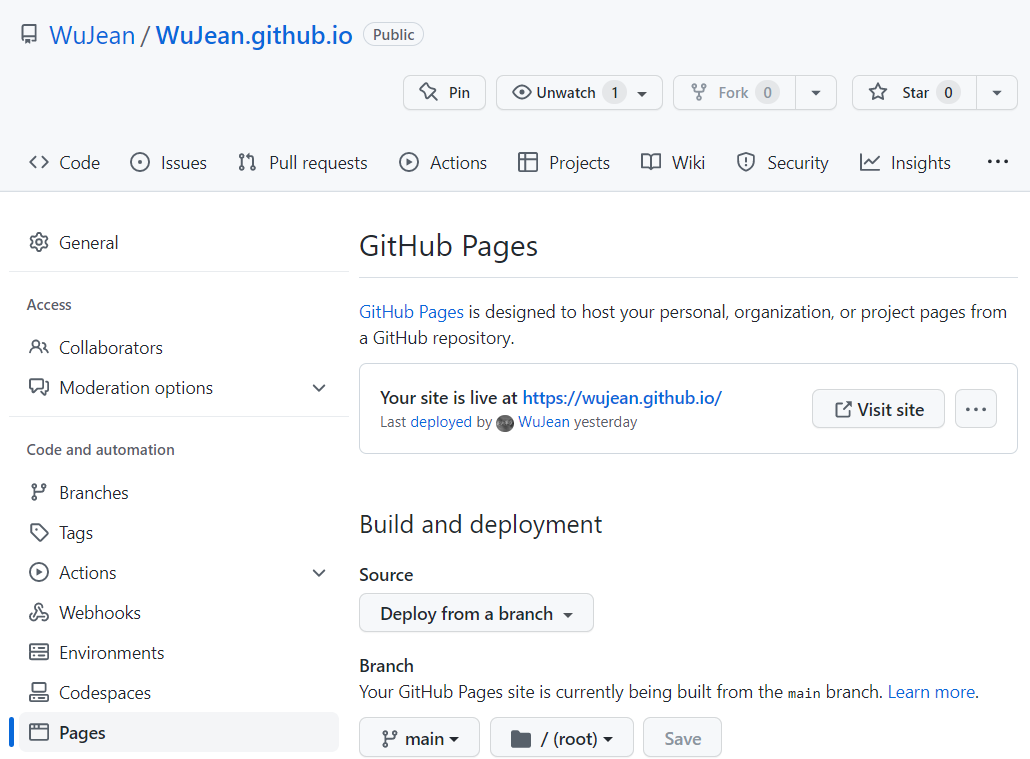 WuJean / WuJean.github.io Public
Pin Unwatch 1 Fork 0 Star 0
Code Issues Pull requests Actions Projects Wiki Security Insights ...
General
Access
Collaborators
Moderation options
Code and automation
Branches
Tags
Actions
Webhooks
Environments
Codespaces
Pages
GitHub Pages
GitHub Pages is designed to host your personal, organization, or project pages from
a GitHub repository.
Your site is live at https://wujean.github.io/
Last deployed by WuJean yesterday
Visit site ...
Build and deployment
Source
Deploy from a branch
Branch
Your GitHub Pages site is currently being built from the main branch. Learn more.
main / (root) Save